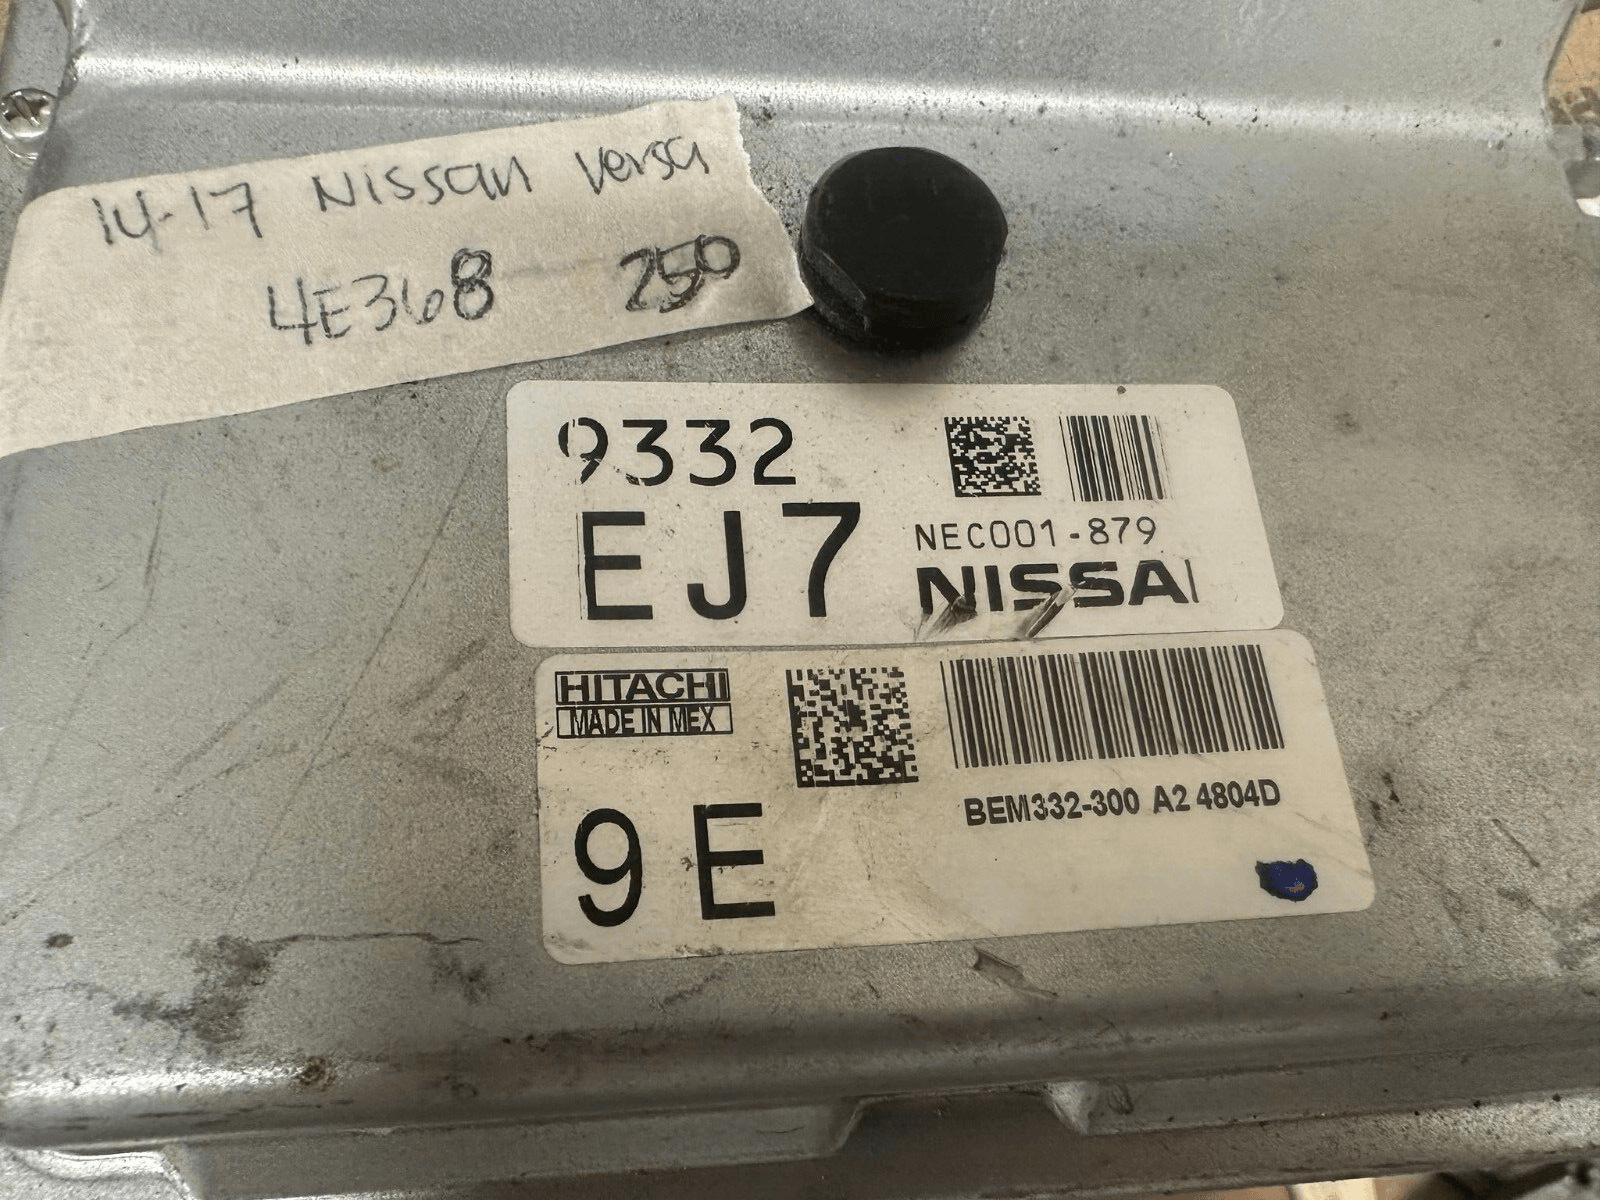 14-17 Nissan Versa
4E368 250
9332
EJ7
NEC001-879
NISSA
HITACHI
MADE IN MEX
9E
BEM332-300 A2 4804D